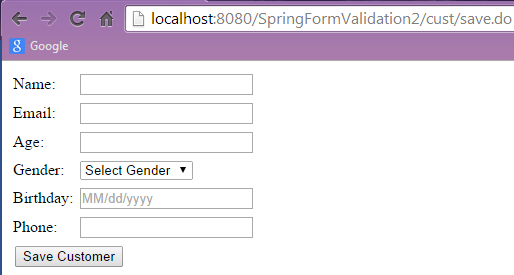 localhost:8080/SpringFormValidation2/cust/save.do
8 Google
Name:
Email:
Age:
Gender: Select Gender
Birthday: MM/dd/yyyy
Phone:
Save Customer